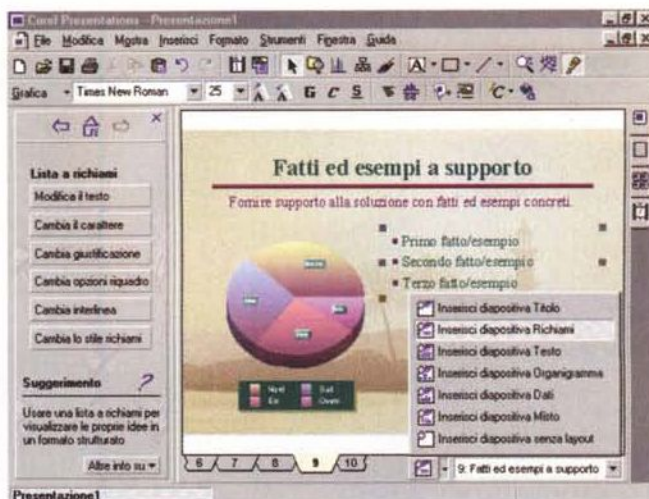 Corel Presentations - Presentazione1
File Modifica Mostra Inserisci Formato Strumenti Finestra Guida
Grafica Times New Roman 25 G C S
Lista a richiami
Modifica il testo
Cambia il carattere
Cambia giustificazione
Cambia opzioni riquadro
Cambia interlinea
Cambia lo stile richiami
Suggerimento
Usare una lista a richiami per
visualizzare le proprie idee in
un formato strutturato
Altre info su
Fatti ed esempi a supporto
Fornire supporto alla soluzione con fatti ed esempi concreti.
Primo fatto/esempio
Secondo fatto/esempio
Terzo fatto/esempio
Nord Sud
Est Ovest
Inserisci diapositiva Titolo
Inserisci diapositiva Richiami
Inserisci diapositiva Testo
Inserisci diapositiva Organigramma
Inserisci diapositiva Dati
Inserisci diapositiva Misto
Inserisci diapositiva senza layout
6 7 8 9 10
9: Fatti ed esempi a supporto
Presentazione1